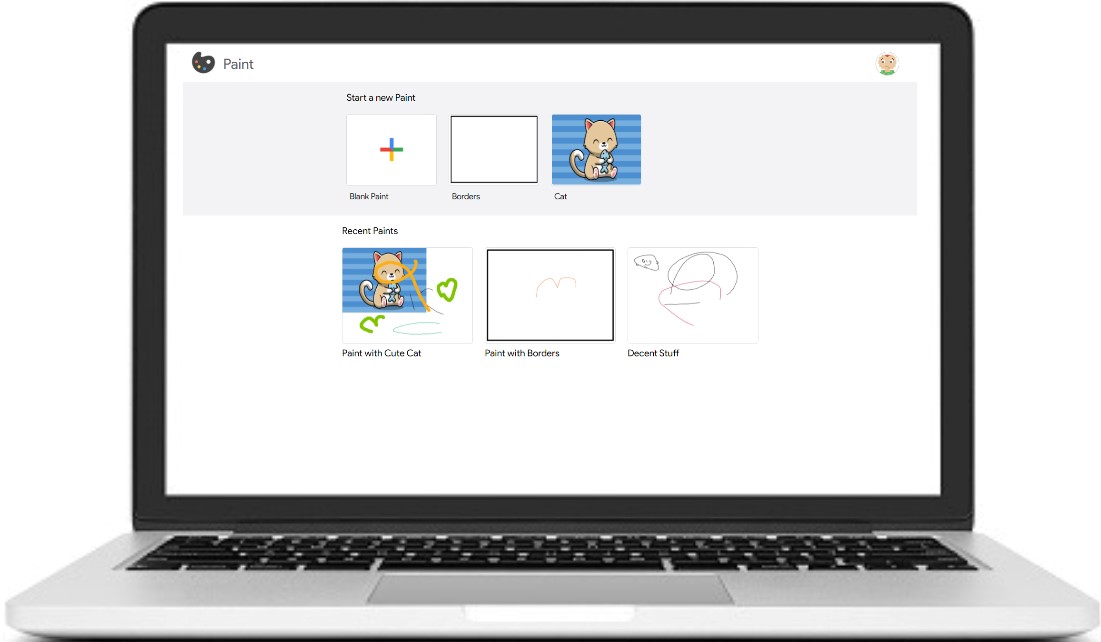 Paint
Start a new Paint
Blank Paint
Borders
Cat
Recent Paints
Paint with Cute Cat
Paint with Borders
Decent Stuff